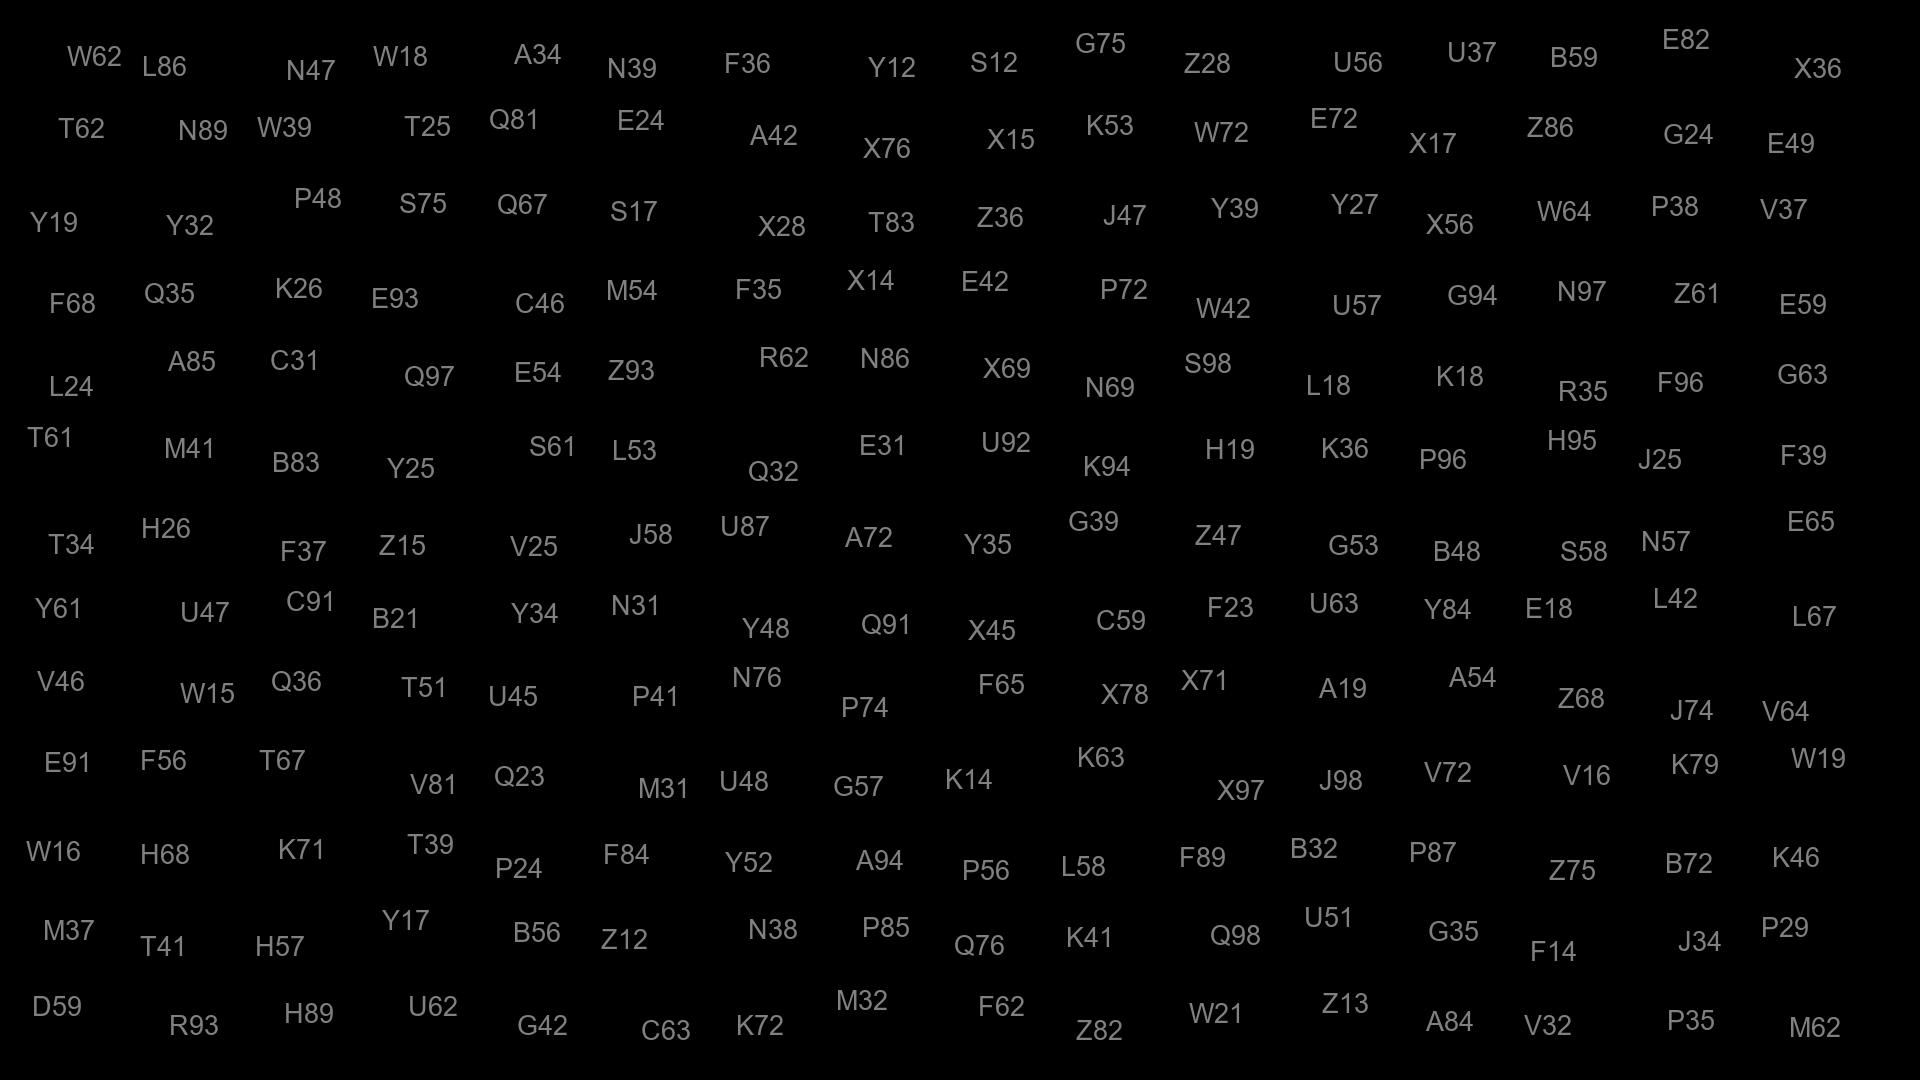 W62 L86 N47 W18 A34 N39 F36 Y12 S12 G75 Z28 U56 U37 B59 E82 X36
T62 N89 W39 T25 Q81 E24 A42 X76 X15 K53 W72 E72 X17 Z86 G24 E49
Y19 Y32 P48 S75 Q67 S17 X28 T83 Z36 J47 Y39 Y27 X56 W64 P38 V37
F68 Q35 K26 E93 C46 M54 F35 X14 E42 P72 W42 U57 G94 N97 Z61 E59
L24 A85 C31 Q97 E54 Z93 R62 N86 X69 N69 S98 L18 K18 R35 F96 G63
T61 M41 B83 Y25 S61 L53 Q32 E31 U92 K94 H19 K36 P96 H95 J25 F39
T34 H26 F37 Z15 V25 J58 U87 A72 Y35 G39 Z47 G53 B48 S58 N57 E65
Y61 U47 C91 B21 Y34 N31 Y48 Q91 X45 C59 F23 U63 Y84 E18 L42 L67
V46 W15 Q36 T51 U45 P41 N76 P74 F65 X78 X71 A19 A54 Z68 J74 V64
E91 F56 T67 V81 Q23 M31 U48 G57 K14 K63 X97 J98 V72 V16 K79 W19
W16 H68 K71 T39 P24 F84 Y52 A94 P56 L58 F89 B32 P87 Z75 B72 K46
M37 T41 H57 Y17 B56 Z12 N38 P85 Q76 K41 Q98 U51 G35 F14 J34 P29
D59 R93 H89 U62 G42 C63 K72 M32 F62 Z82 W21 Z13 A84 V32 P35 M62